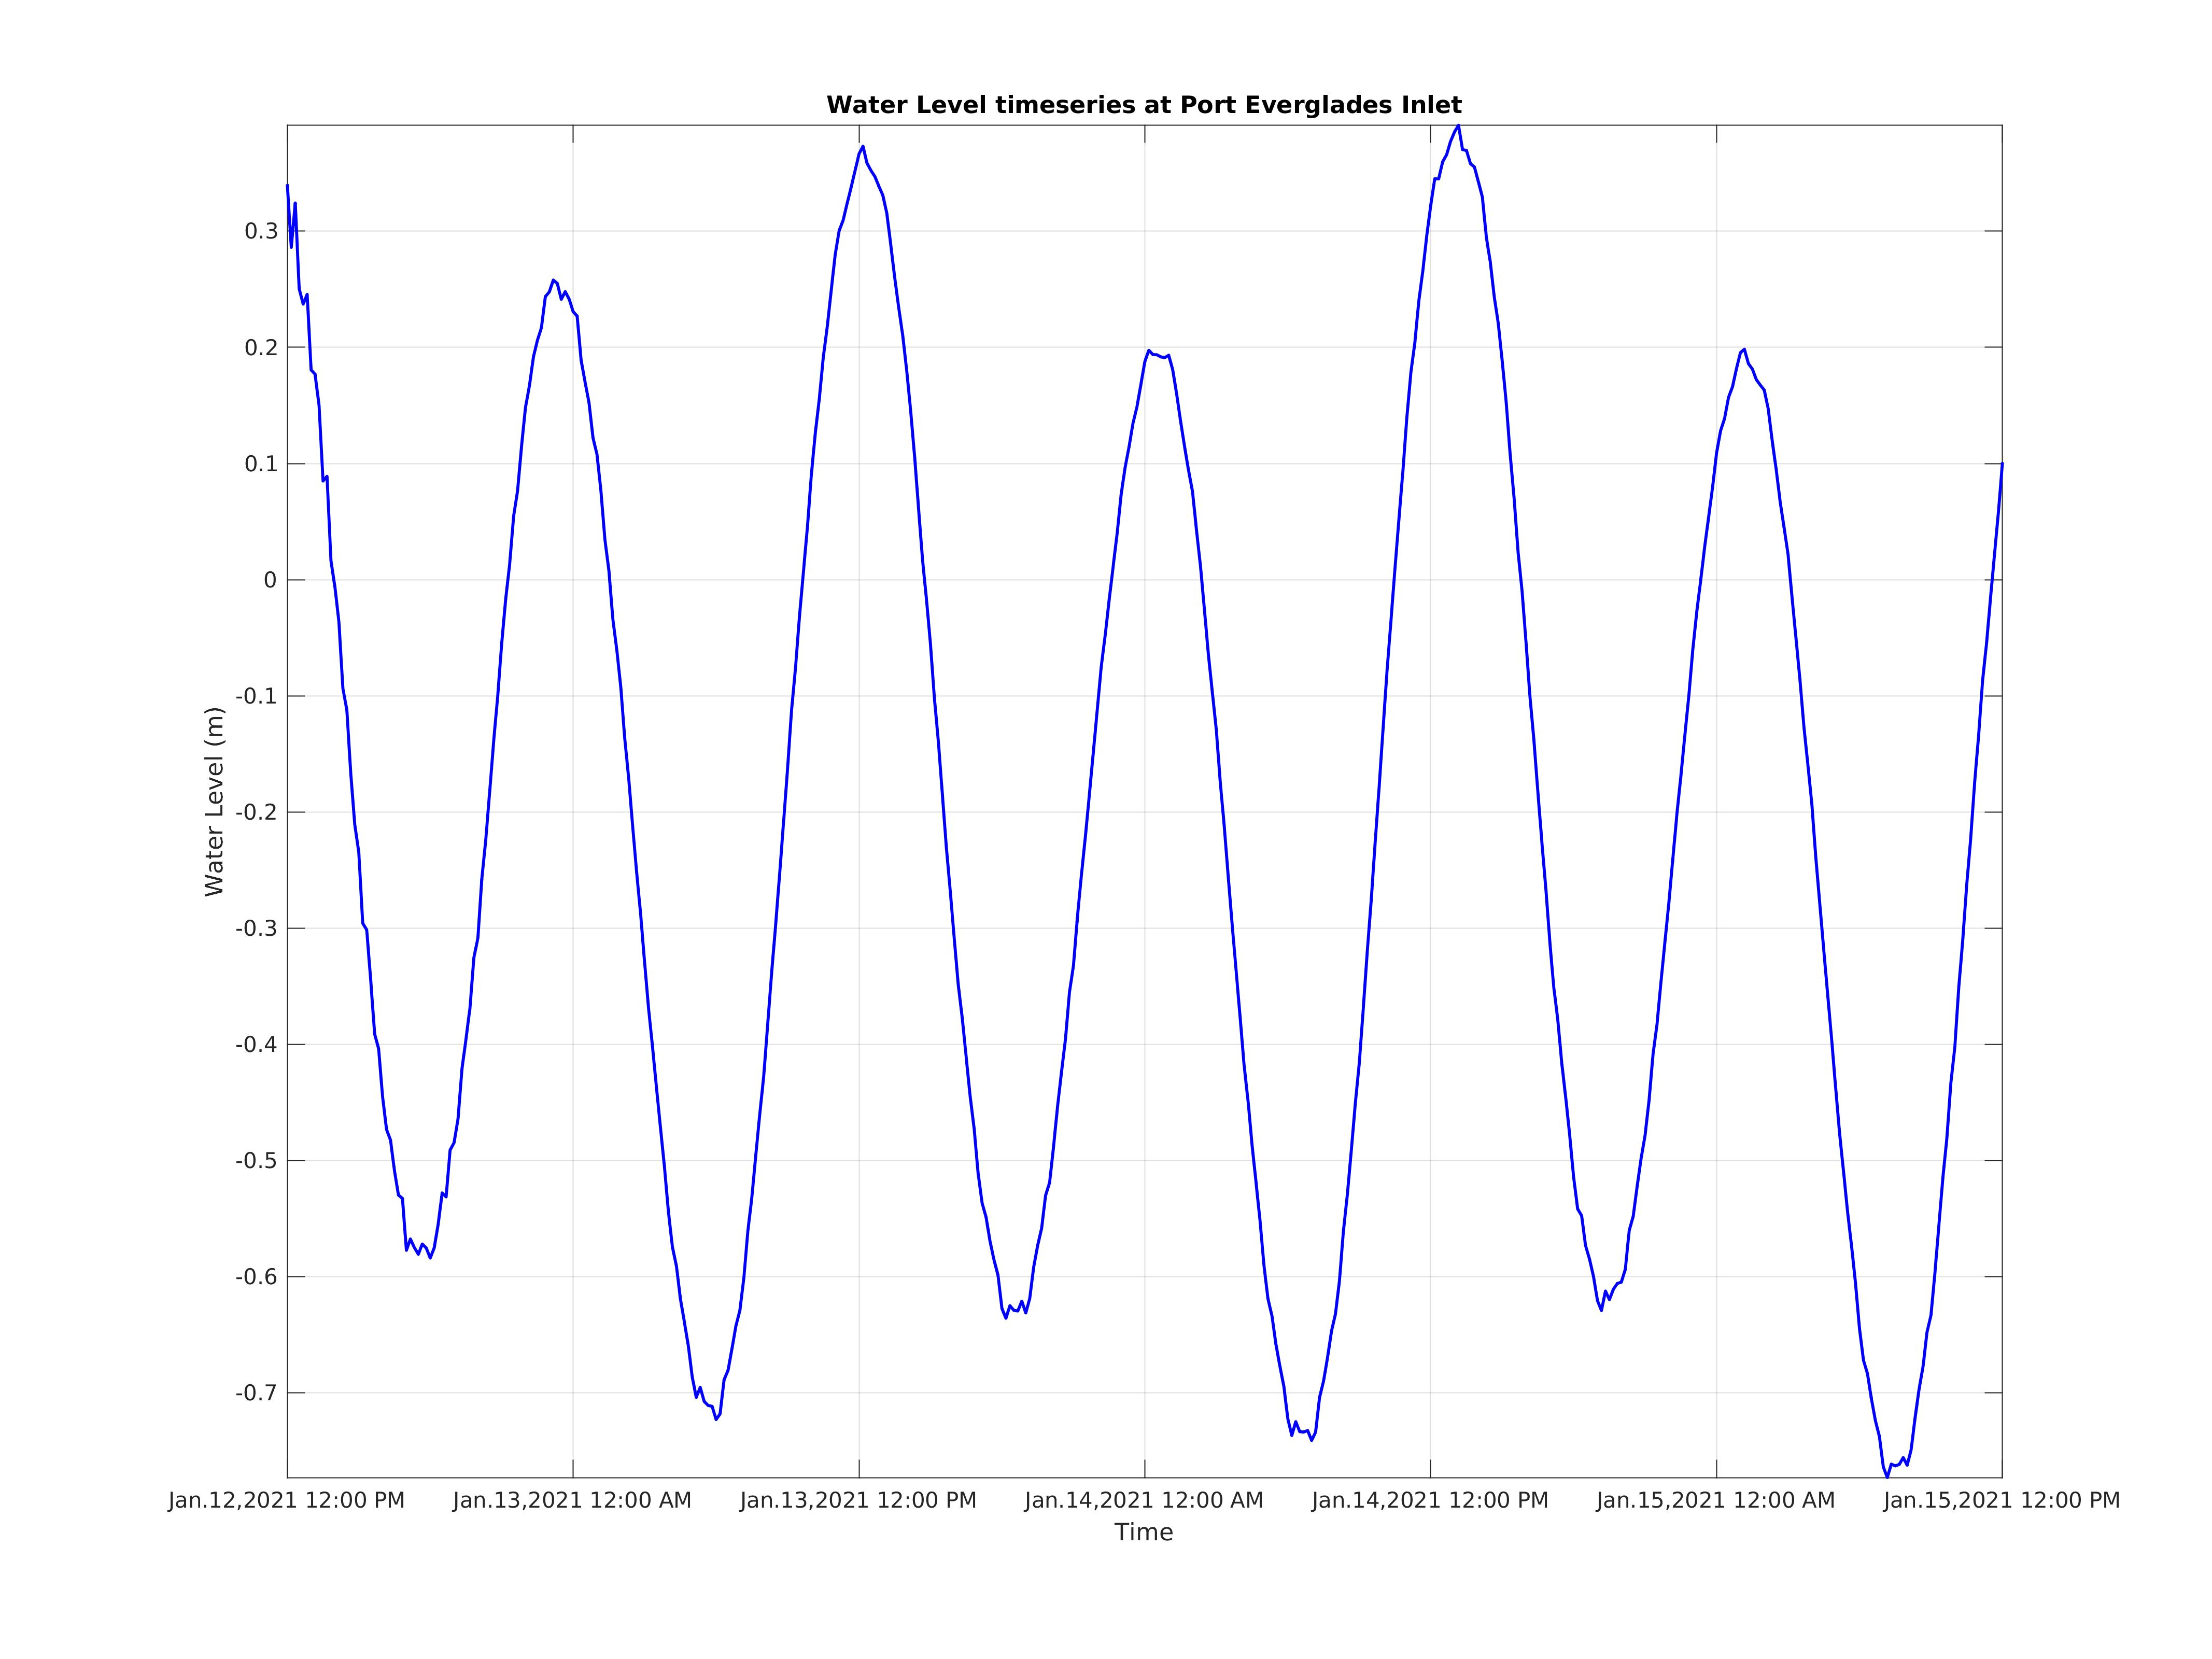 Water Level timeseries at Port Everglades Inlet
0.3
0.2
0.1
0
-0.1
-0.2
-0.3
-0.4
-0.5
-0.6
-0.7
Water Level (m)
Jan.12,2021 12:00 PM Jan.13,2021 12:00 AM Jan.13,2021 12:00 PM Jan.14,2021 12:00 AM Jan.14,2021 12:00 PM Jan.15,2021 12:00 AM Jan.15,2021 12:00 PM
Time